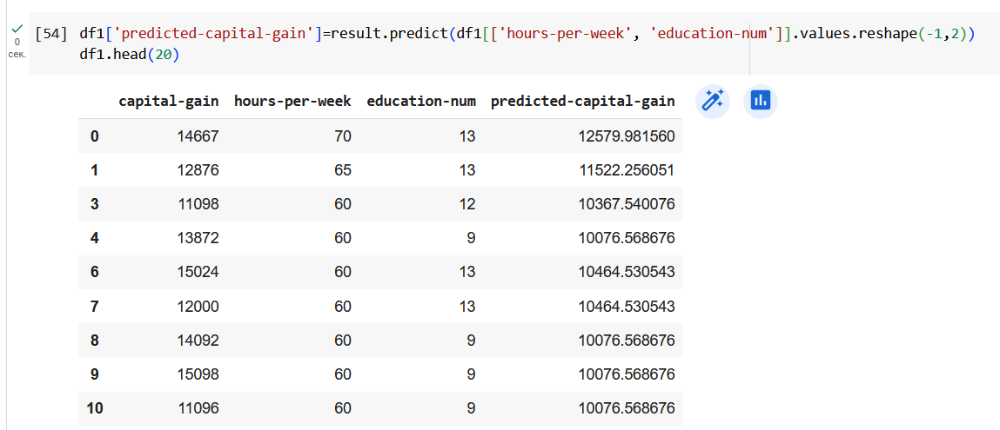 [54] df1['predicted-capital-gain']=result.predict(df1[['hours-per-week', 'education-num']].values.reshape(-1,2))
0
сек.
df1.head(20)
capital-gain hours-per-week education-num predicted-capital-gain
0 14667 70 13 12579.981560
1 12876 65 13 11522.256051
3 11098 60 12 10367.540076
4 13872 60 9 10076.568676
6 15024 60 13 10464.530543
7 12000 60 13 10464.530543
8 14092 60 9 10076.568676
9 15098 60 9 10076.568676
10 11096 60 9 10076.568676